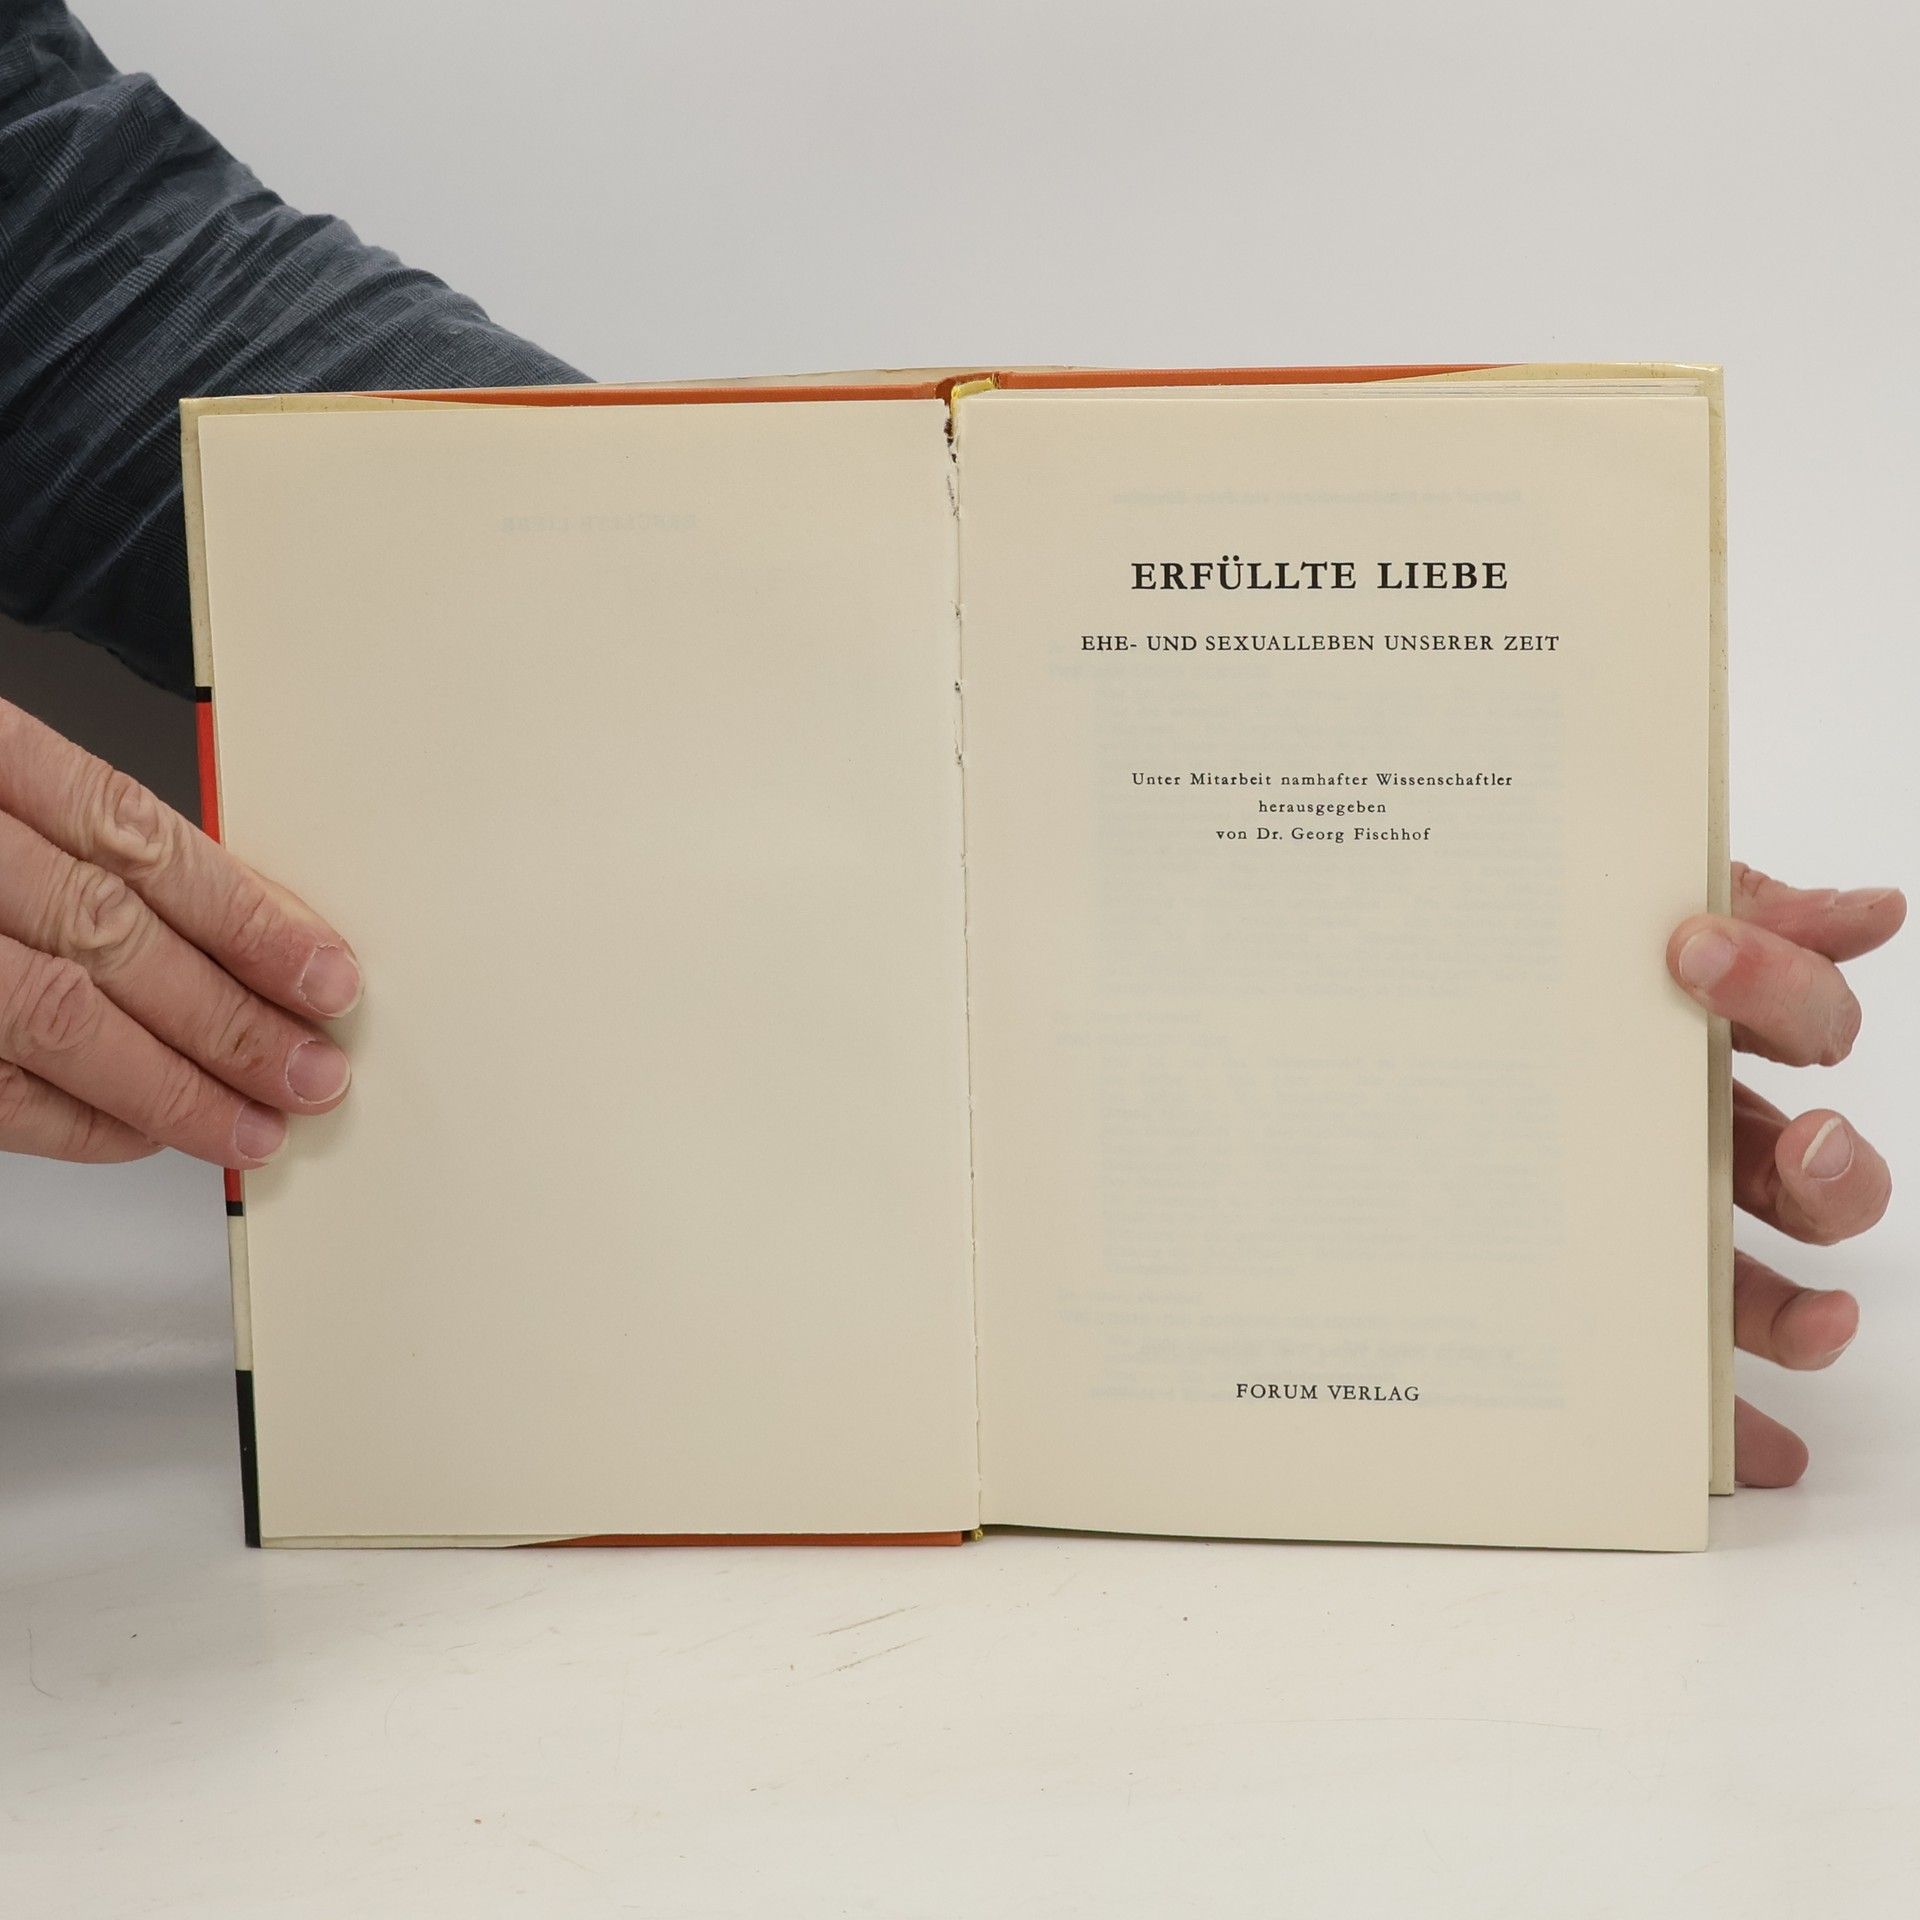 ERFÜLLTE LIEBE
EHE- UND SEXUALLEBEN UNSERER ZEIT
Unter Mitarbeit namhafter Wissenschaftler
herausgegeben
von Dr. Georg Fischhof
FORUM VERLAG